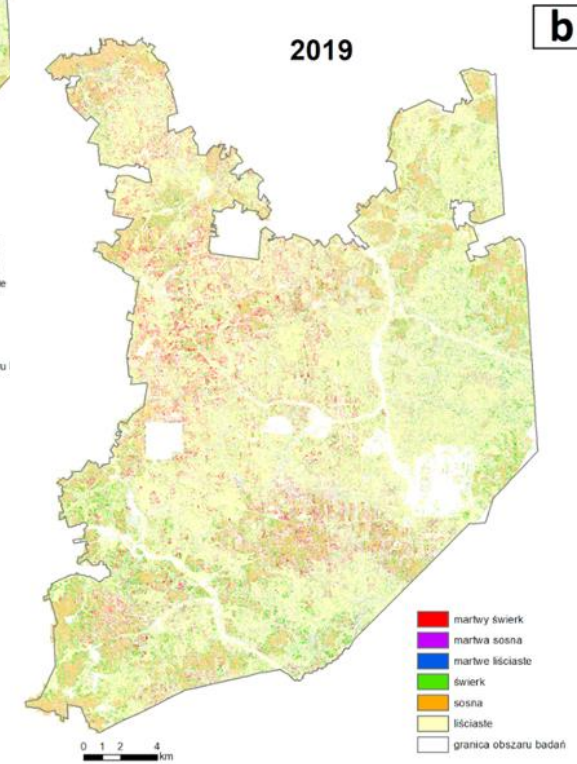 b
2019
e
u
martwy świerk
martwa sosna
martwe liściaste
świerk
sosna
liściaste
granica obszaru badań
0 1 2 4
km